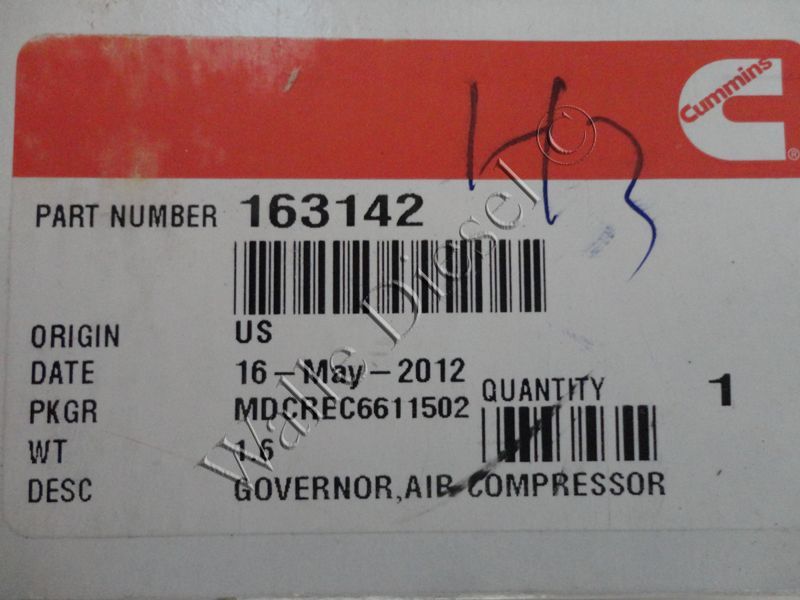 Cummins
®
H3
PART NUMBER 163142
ORIGIN US
DATE 16-May-2012
PKGR MDCREC6611502
QUANTITY 1
WT 1.6
DESC GOVERNOR,AIR COMPRESSOR
Walle Diesel ©